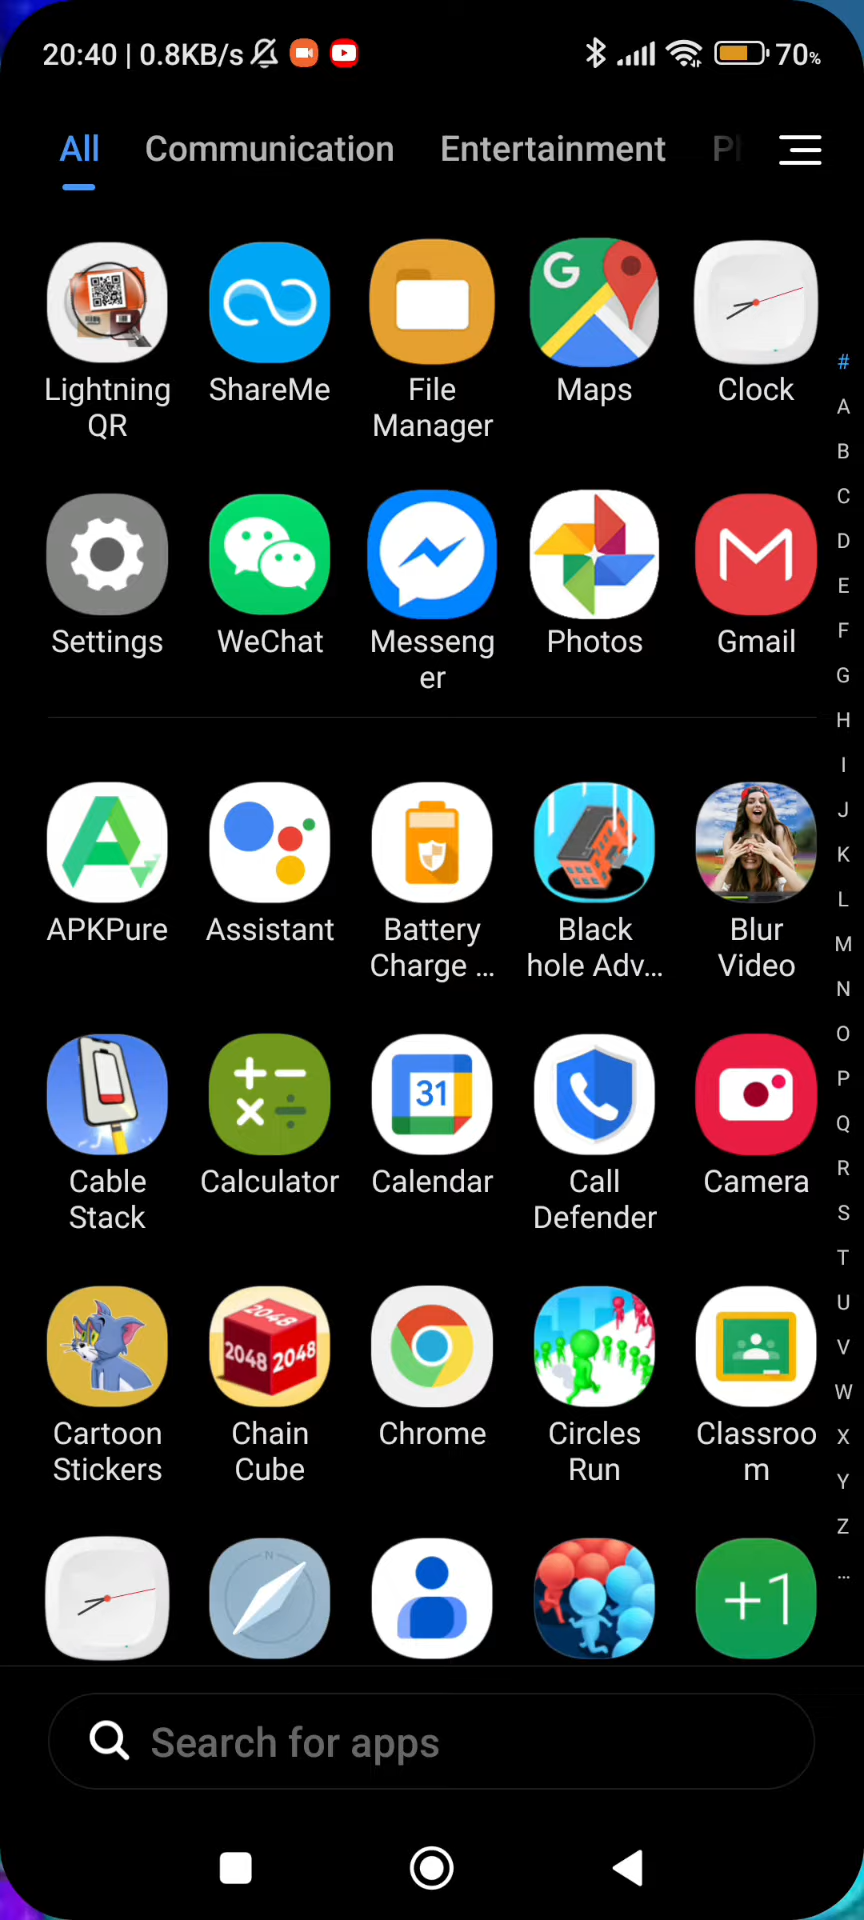 20:40 | 0.8KB/s
70%
All Communication Entertainment
Lightning QR
ShareMe
File Manager
Maps
Clock
Settings
WeChat
Messeng
er
Photos
Gmail
APKPure
Assistant
Battery
Charge ...
Black
hole Adv...
Blur
Video
Cable
Stack
Calculator
31
Calendar
Call
Defender
Camera
Cartoon
Stickers
2048
2048 2048
Chain
Cube
Chrome
Circles
Run
Classroo
m
N
+1
#
A
B
C
D
E
F
G
H
I
J
K
L
M
N
O
P
Q
R
S
T
U
V
W
X
Y
Z
...
Search for apps